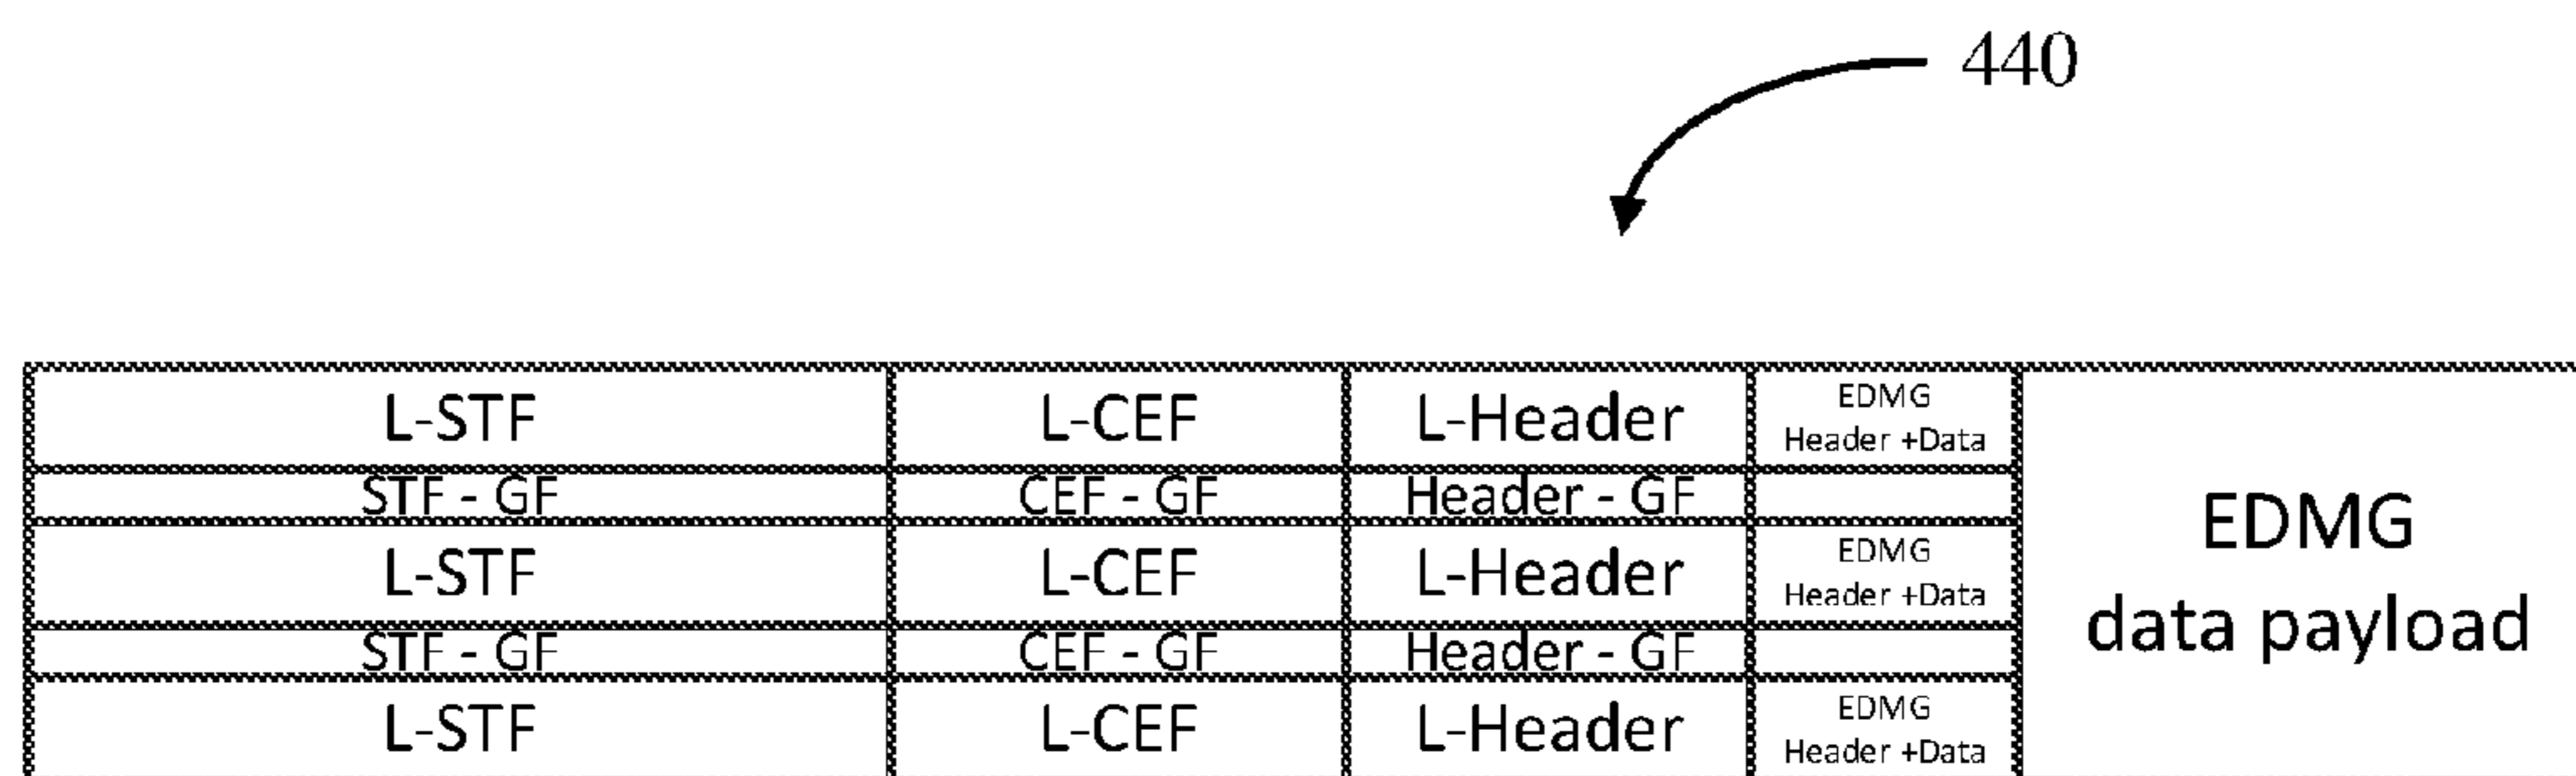 440
L-STF L-CEF L-Header EDMG
Header +Data
STF - GF CEF - GF Header - GF
L-STF L-CEF L-Header EDMG
Header +Data
EDMG
data payload
STF - GF CEF - GF Header - GF
L-STF L-CEF L-Header EDMG
Header +Data